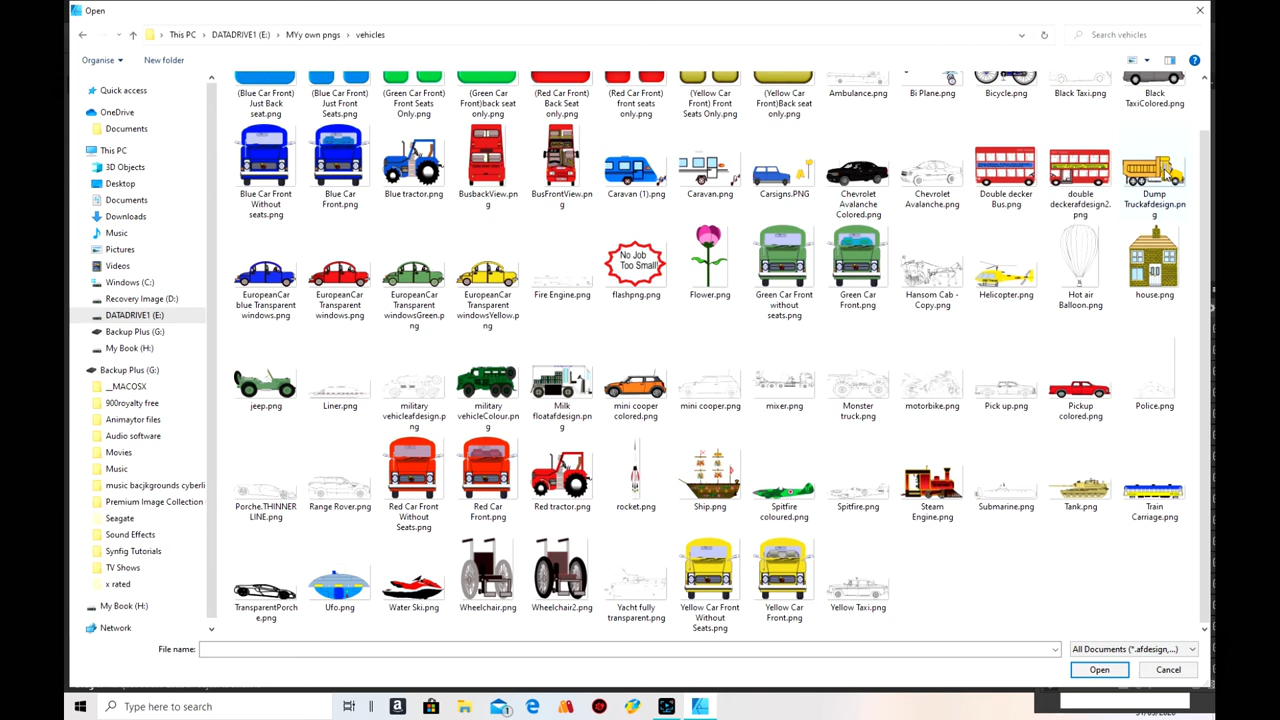 Open
This PC > DATADRIVE1 (E:) > MYy own pngs > vehicles
Search vehicles
Organise
New folder
Quick access
OneDrive
Documents
This PC
3D Objects
Desktop
Documents
Downloads
Music
Pictures
Videos
Windows (C:)
Recovery Image (D:)
DATADRIVE1 (E:)
Backup Plus (G:)
My Book (H:)
Backup Plus (G:)
__MACOSX
900royalty free
Animaytor files
Audio software
Movies
Music
music bacjkgrounds cyberli
Premium Image Collection
Seagate
Sound Effects
Synfig Tutorials
TV Shows
x rated
My Book (H:)
Network
(Blue Car Front)
Just Back
seat.png
(Blue Car Front)
Just Front
Seats.png
(Green Car Front)
Front Seats
Only.png
(Green Car
Front)back seat
only.png
(Red Car Front)
Back Seat
Only.png
(Red Car Front)
front seats
only.png
(Yellow Car
Front) Front
Seats Only.png
(Yellow Car
Front)Back seat
only.png
Ambulance.png
Bi Plane.png
Bicycle.png
Black Taxi.png
Black
TaxiColored.png
Blue Car Front
Without
seats.png
Blue Car
Front.png
Blue tractor.png
BusbackView.pn
g
BusFrontView.pn
g
Caravan (1).png
Caravan.png
Carsigns.PNG
Chevrolet
Avalanche
Colored.png
Chevrolet
Avalanche.png
Double decker
Bus.png
double
deckerafdesign2.
png
Dump
Truckafdesign.pn
g
EuropeanCar
blue Transparent
windows.png
EuropeanCar
Transparent
windows.png
EuropeanCar
Transparent
windowsGreen.p
ng
EuropeanCar
Transparent
windowsYellow.p
ng
Fire Engine.png
No Job
Too Small
flashpng.png
Flower.png
Green Car Front
without
seats.png
Green Car
Front.png
Hansom Cab -
Copy.png
Helicopter.png
Hot air
Balloon.png
house.png
jeep.png
Liner.png
military
vehicleafdesign.p
ng
military
vehicleColour.pn
g
Milk
floatafdesign.pn
g
mini cooper
colored.png
mini cooper.png
mixer.png
Monster
truck.png
motorbike.png
Pick up.png
Pickup
colored.png
Police.png
Porche.THINNER
LINE.png
Range Rover.png
Red Car Front
Without
Seats.png
Red Car
Front.png
Red tractor.png
rocket.png
Ship.png
Spitfire
coloured.png
Spitfire.png
Steam
Engine.png
Submarine.png
Tank.png
Train
Carriage.png
TransparentPorch
e.png
Ufo.png
Water Ski.png
Wheelchair.png
Wheelchair2.png
Yacht fully
transparent.png
Yellow Car Front
Without
Seats.png
Yellow Car
Front.png
Yellow Taxi.png
File name:
All Documents (*.afdesign,...)
Open
Cancel
Type here to search